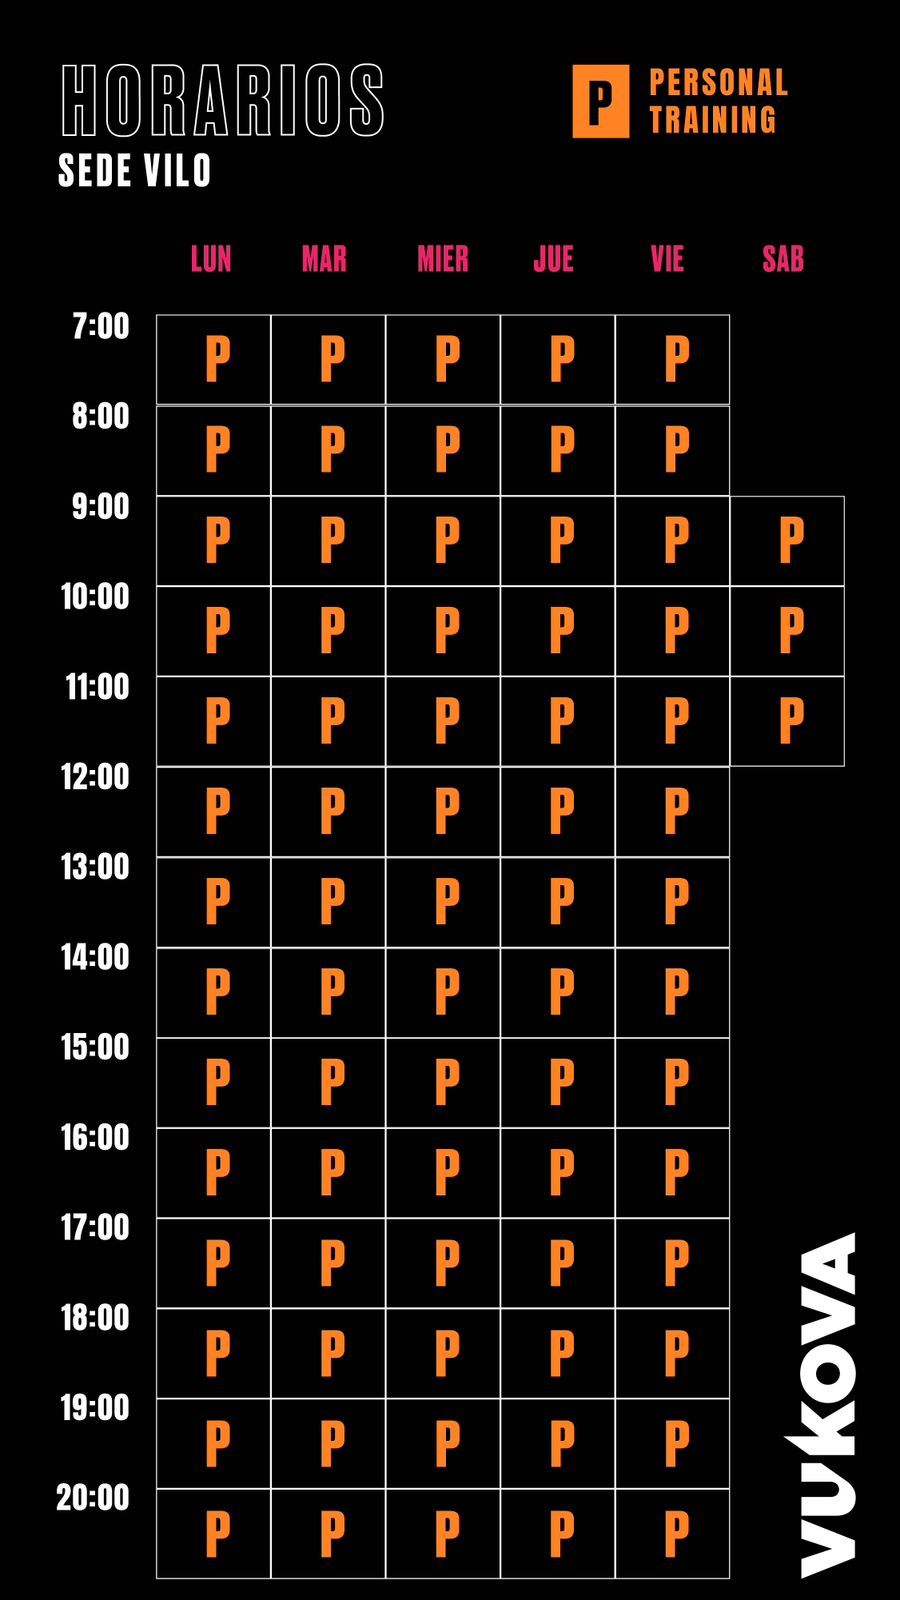 HORARIOS
SEDE VILO
P PERSONAL
TRAINING
LUN MAR MIER JUE VIE SAB
7:00 P P P P P
8:00 P P P P P
9:00 P P P P P P
10:00 P P P P P P
11:00 P P P P P P
12:00 P P P P P
13:00 P P P P P
14:00 P P P P P
15:00 P P P P P
16:00 P P P P P
17:00 P P P P P
18:00 P P P P P
19:00 P P P P P
20:00 P P P P P
VUKOVA